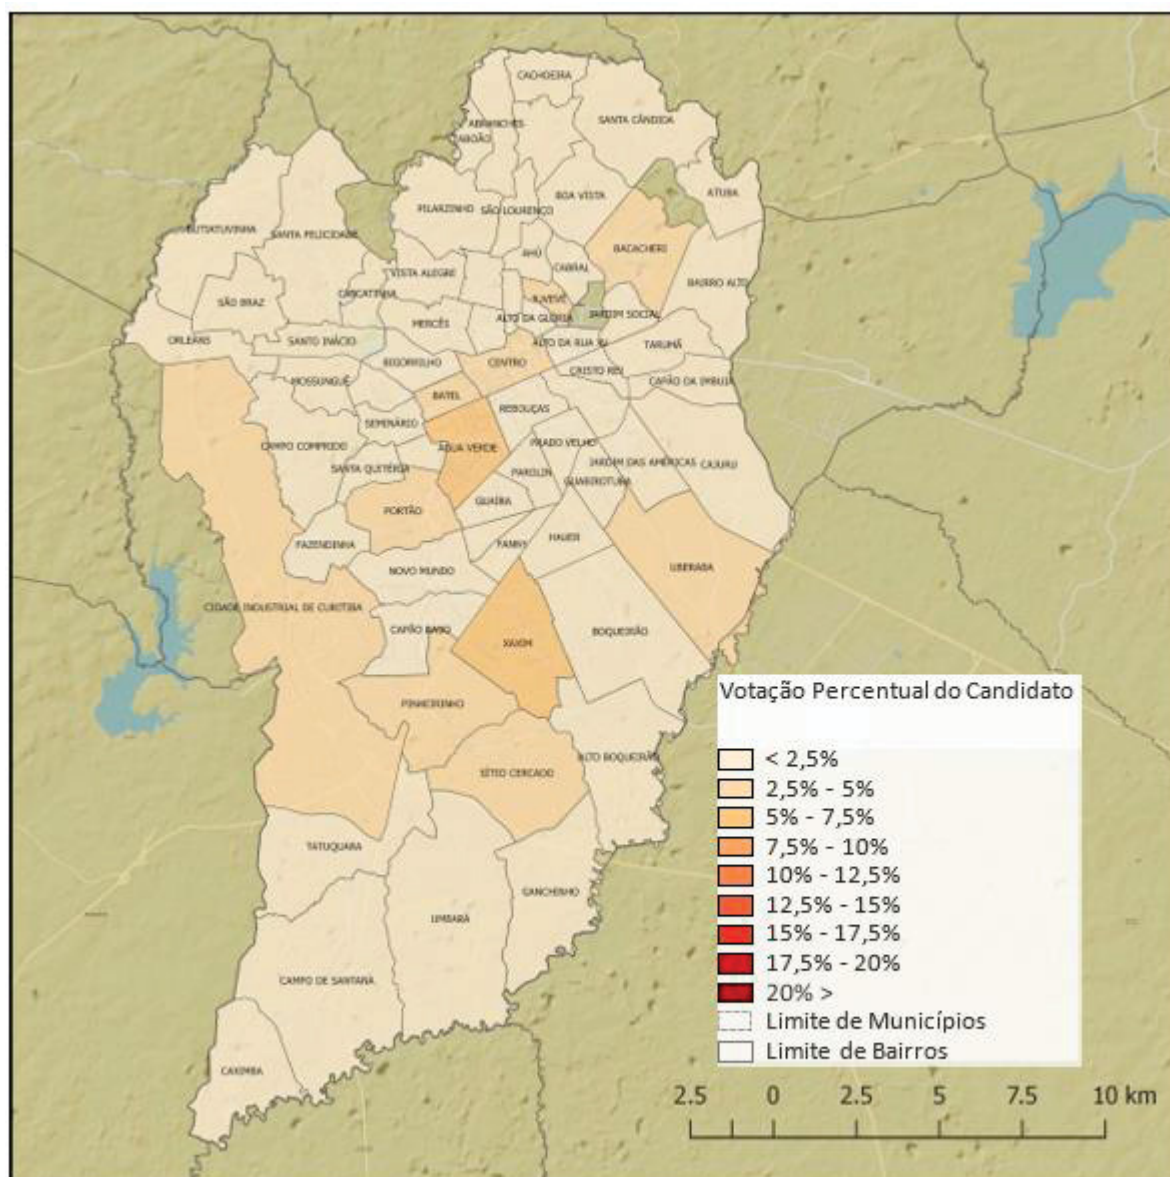 CACHOEIRA
SANTA CÂNDIDA
ABRANCHES
ATUBA
BOA VISTA
PILARZINHO
SÃO LOURENÇO
BUTIATUVINHA
SANTA FELICIDADE
AHÚ
BACACHERI
CABRAL
VISTA ALEGRE
BAIRRO ALTO
CASCATINHA
SÃO BRAZ
JUVEVÊ
ALTO DA GLÓRIA
JARDIM SOCIAL
MERCÊS
ORLEANS
SANTO INÁCIO
ALTO DA RUA XV
TARUMÃ
BIGORRILHO
CENTRO
CRISTO REI
MOSSUNGUÊ
CAPÃO DA IMBUIA
BATEL
REBOUÇAS
SEMINÁRIO
CAMPO COMPRIDO
ÁGUA VERDE
PRADO VELHO
SANTA QUITÉRIA
PAROLIN
JARDIM DAS AMÉRICAS
CAJURU
GUABIROTUBA
GUAÍRA
PORTÃO
FAZENDINHA
FANNY
HAUER
NOVO MUNDO
UBERABA
CIDADE INDUSTRIAL DE CURITIBA
CAPÃO RASO
XAXIM
BOQUEIRÃO
PINHEIRINHO
ALTO BOQUEIRÃO
SÍTIO CERCADO
TATUQUARA
GANCHINHO
UMBARÁ
CAMPO DE SANTANA
CAXIMBA
Votação Percentual do Candidato
< 2,5%
2,5% - 5%
5% - 7,5%
7,5% - 10%
10% - 12,5%
12,5% - 15%
15% - 17,5%
17,5% - 20%
20% >
Limite de Municípios
Limite de Bairros
2.5 0 2.5 5 7.5 10 km